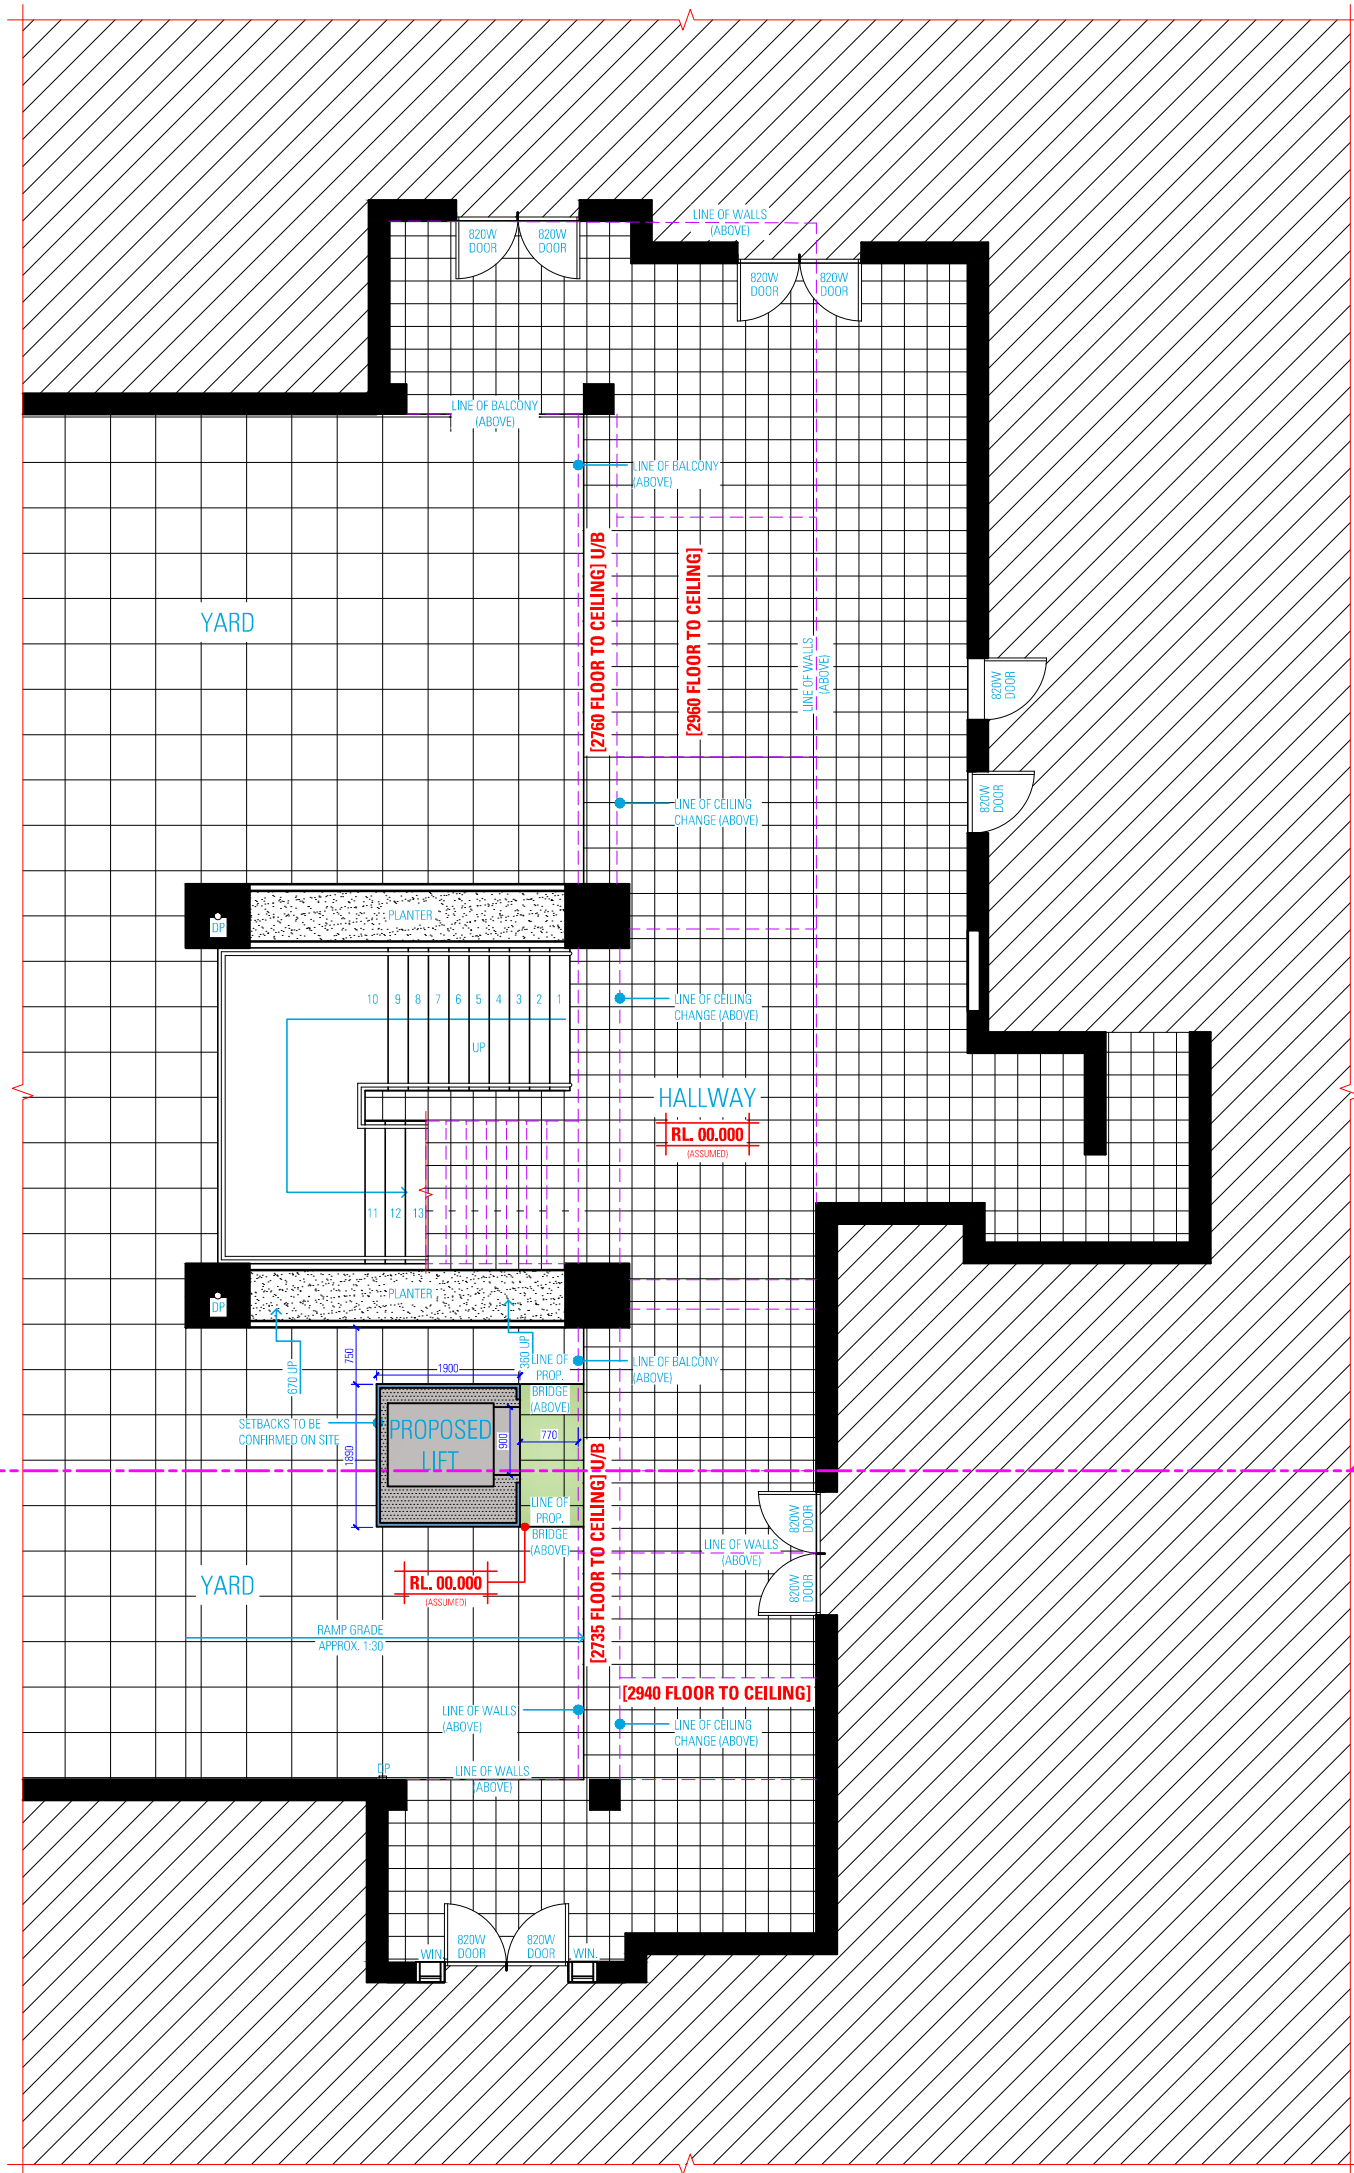 LINE OF WALLS
(ABOVE)
820W
DOOR
820W
DOOR
820W
DOOR
820W
DOOR
LINE OF BALCONY
(ABOVE)
LINE OF BALCONY
(ABOVE)
[2760 FLOOR TO CEILING] U/B
[2960 FLOOR TO CEILING]
YARD
LINE OF WALLS
(ABOVE)
820W
DOOR
820W
DOOR
LINE OF CEILING
CHANGE (ABOVE)
PLANTER
DP
10 9 8 7 6 5 4 3 2 1
LINE OF CEILING
CHANGE (ABOVE)
UP
HALLWAY
RL. 00.000
(ASSUMED)
11 12 13
PLANTER
DP
750
670 UP
360 UP
1900
LINE OF
PROP.
BRIDGE
(ABOVE)
LINE OF BALCONY
(ABOVE)
SETBACKS TO BE
CONFIRMED ON SITE
PROPOSED
LIFT
1890
900
770
[2735 FLOOR TO CEILING] U/B
LINE OF
PROP.
BRIDGE
(ABOVE)
820W
DOOR
LINE OF WALLS
(ABOVE)
820W
DOOR
YARD
RL. 00.000
(ASSUMED)
RAMP GRADE
APPROX. 1:30
[2940 FLOOR TO CEILING]
LINE OF WALLS
(ABOVE)
LINE OF CEILING
CHANGE (ABOVE)
DP
LINE OF WALLS
(ABOVE)
820W
DOOR
820W
DOOR
WIN.
WIN.